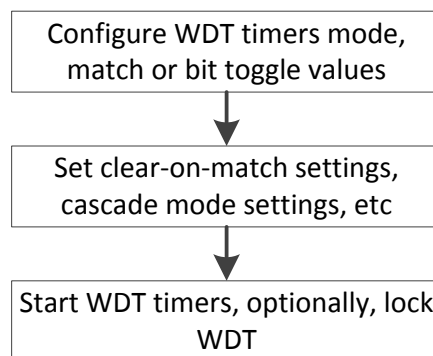 Configure WDT timers mode,
match or bit toggle values
Set clear-on-match settings,
cascade mode settings, etc
Start WDT timers, optionally, lock
WDT